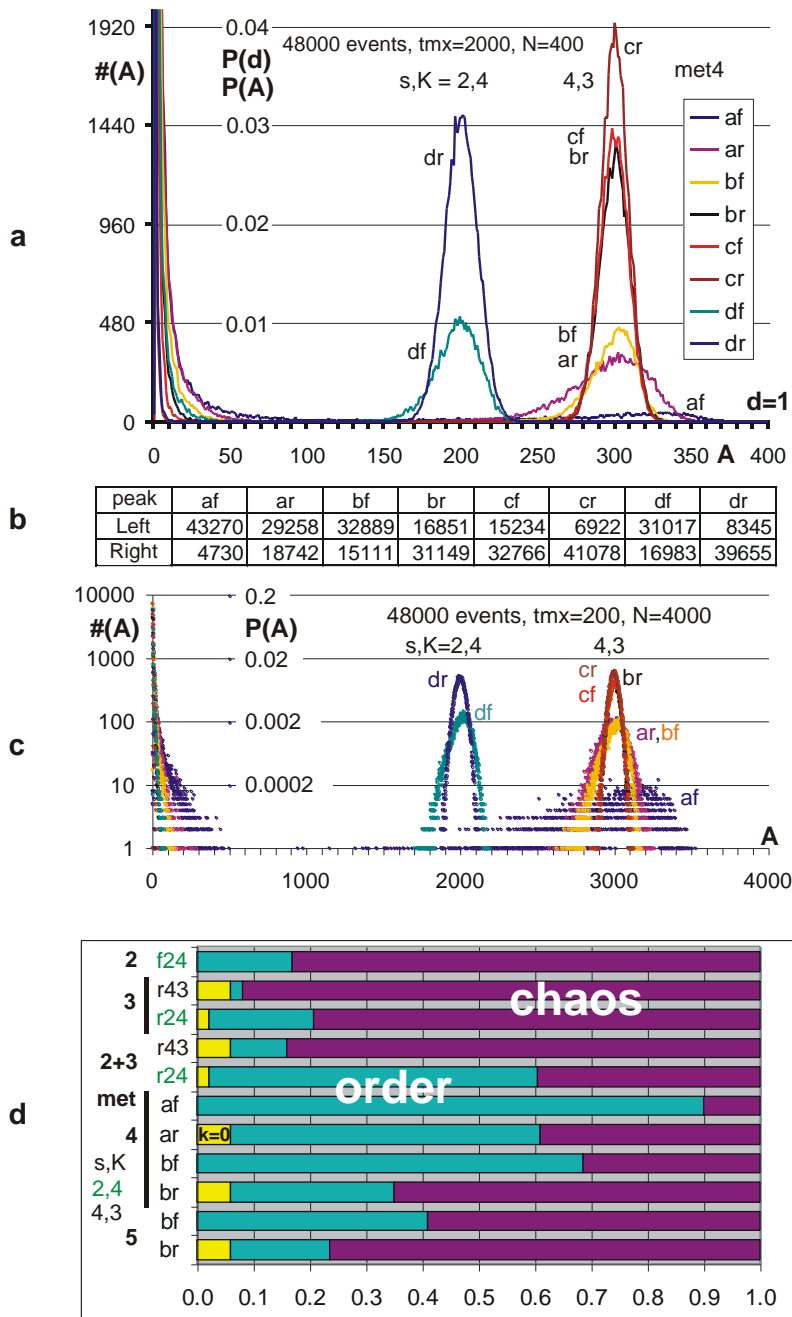 a
1920
1440
960
480
0
#(A)
0.04
0.03
0.02
0.01
P(d)
P(A)
48000 events, tmx=2000, N=400
s,K = 2,4
4,3
met4
cr
cf
br
dr
df
bf
ar
af
d=1
af
ar
bf
br
cf
cr
df
dr
0 50 100 150 200 250 300 350 400
A
b
peak af ar bf br cf cr df dr
Left 43270 29258 32889 16851 15234 6922 31017 8345
Right 4730 18742 15111 31149 32766 41078 16983 39655
c
10000
1000
100
10
1
#(A)
0.2
0.02
0.002
0.0002
P(A)
48000 events, tmx=200, N=4000
s,K=2,4
4,3
dr
df
cr
cf
br
ar,bf
af
A
0 1000 2000 3000 4000
d
2 f24
3 r43
r24
2+3 r43
r24
met af
4 ar
s,K bf
2,4 br
4,3
5 bf
br
k=0
chaos
order
0.0 0.1 0.2 0.3 0.4 0.5 0.6 0.7 0.8 0.9 1.0